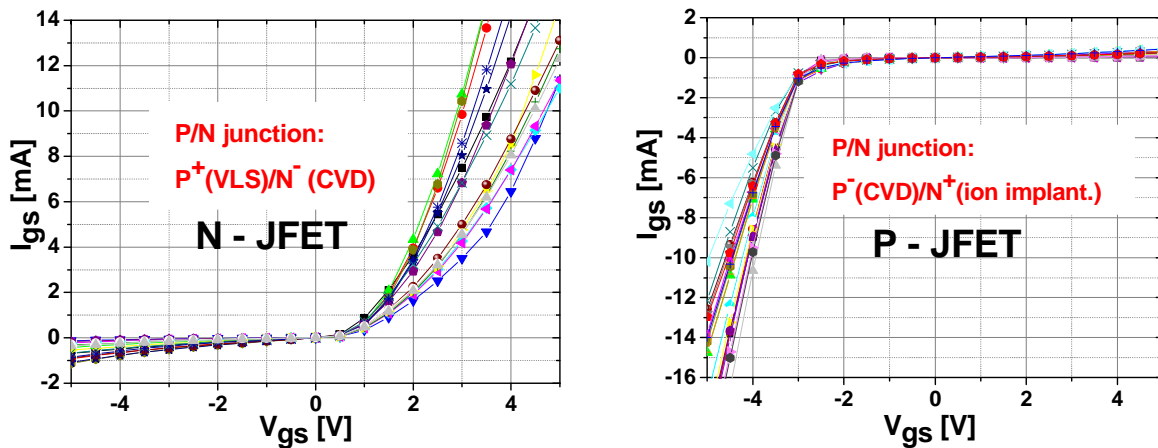 14
12
10
8
6
4
2
0
-2
I_gs [mA]
P/N junction:
P^+(VLS)/N^- (CVD)
N - JFET
-4 -2 0 2 4
V_gs [V]
2
0
-2
-4
-6
-8
-10
-12
-14
-16
I_gs [mA]
P/N junction:
P^-(CVD)/N^+(ion implant.)
P - JFET
-4 -2 0 2 4
V_gs [V]